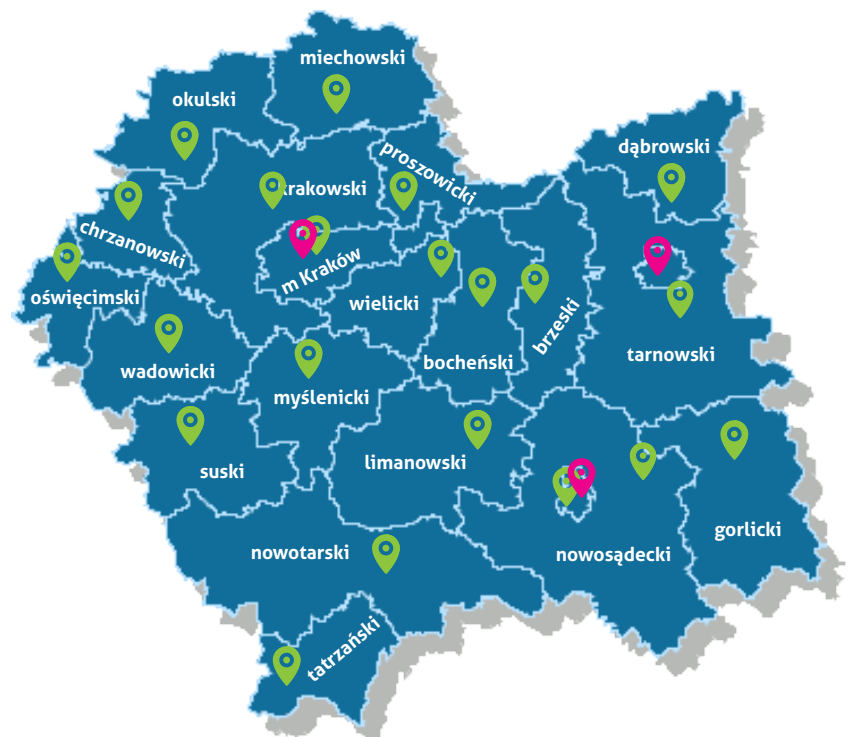 miechowski
okulski
dąbrowski
proszowicki
krakowski
chrzanowski
m Kraków
oświęcimski
wielicki
brzeski
tarnowski
bocheński
wadowicki
myślenicki
limanowski
suski
gorlicki
nowotarski
nowosądecki
tatrzański